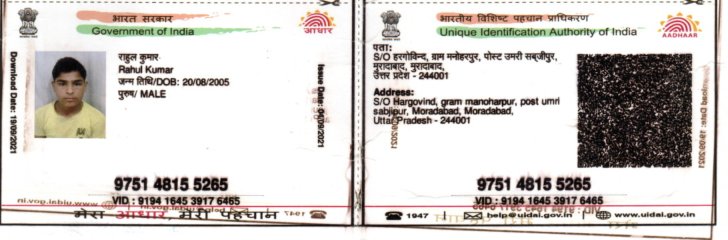 भारत सरकार
Government of India
आधार
राहुल कुमार
Rahul Kumar
जन्म तिथि/DOB: 20/08/2005
पुरुष/ MALE
Download Date: 19/09/2021
9751 4815 5265
VID : 9194 1645 3917 6465
मेरा आधार, मेरी पहचान
भारतीय विशिष्ट पहचान प्राधिकरण
Unique Identification Authority of India
AADHAAR
पता:
S/O हरगोविन्द, ग्राम मनोहरपुर, पोस्ट उमरी सब्जीपुर,
मुरादाबाद, मुरादाबाद,
उत्तर प्रदेश - 244001
Address:
S/O Hargovind, gram manoharpur, post umri
sabjipur, Moradabad, Moradabad,
Uttar Pradesh - 244001
9751 4815 5265
VID : 9194 1645 3917 6465
1947 | help@uidai.gov.in | www.uidai.gov.in